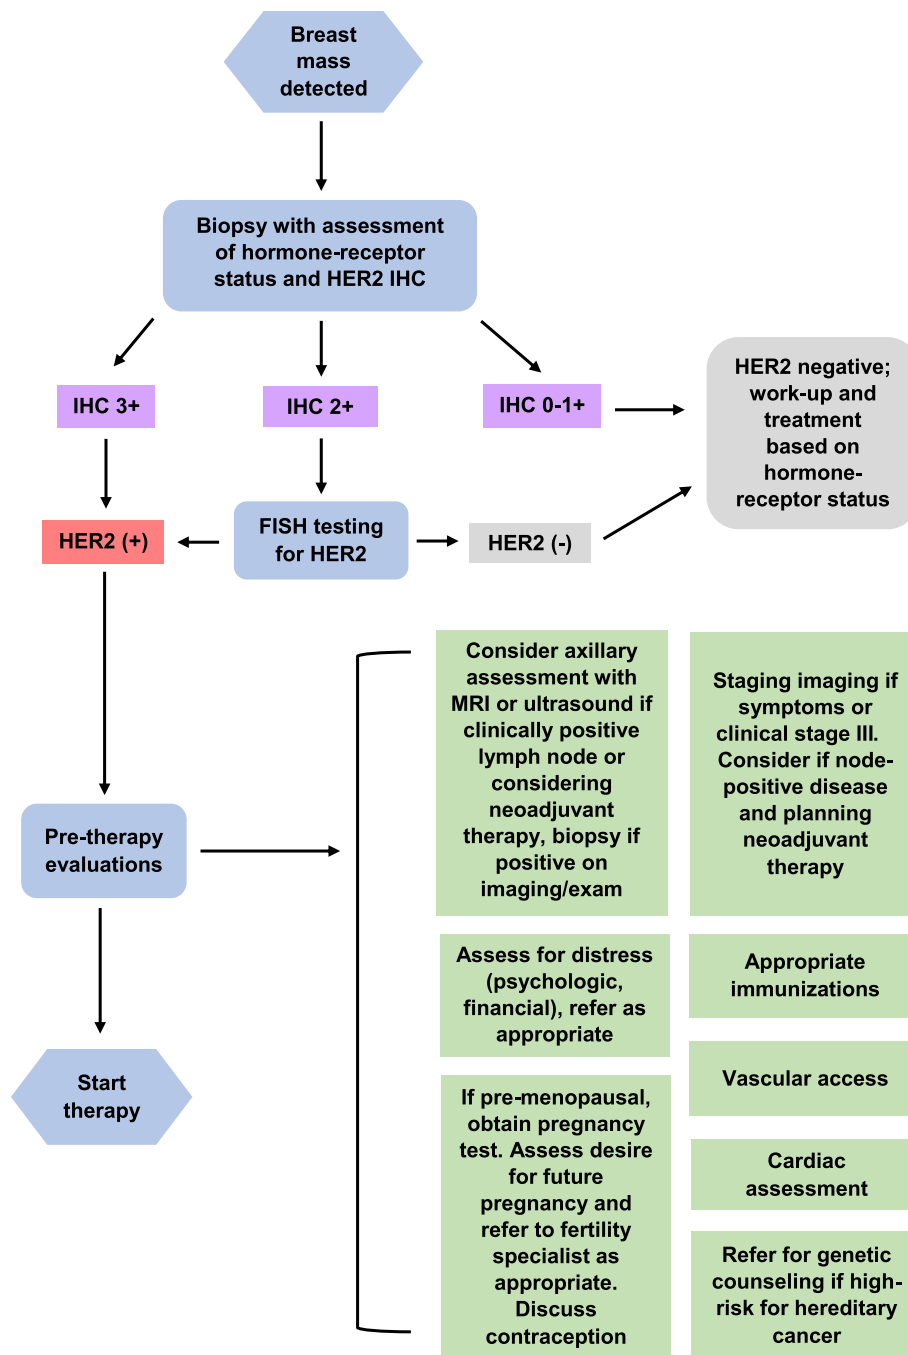 Breast
mass
detected
Biopsy with assessment
of hormone-receptor
status and HER2 IHC
IHC 3+
IHC 2+
IHC 0-1+
HER2 negative;
work-up and
treatment
based on
hormone-
receptor status
HER2 (+)
FISH testing
for HER2
HER2 (-)
Consider axillary
assessment with
MRI or ultrasound if
clinically positive
lymph node or
considering
neoadjuvant
therapy, biopsy if
positive on
imaging/exam
Staging imaging if
symptoms or
clinical stage III.
Consider if node-
positive disease
and planning
neoadjuvant
therapy
Pre-therapy
evaluations
Assess for distress
(psychologic,
financial), refer as
appropriate
Appropriate
immunizations
Vascular access
Start
therapy
If pre-menopausal,
obtain pregnancy
test. Assess desire
for future
pregnancy and
refer to fertility
specialist as
appropriate.
Discuss
contraception
Cardiac
assessment
Refer for genetic
counseling if high-
risk for hereditary
cancer